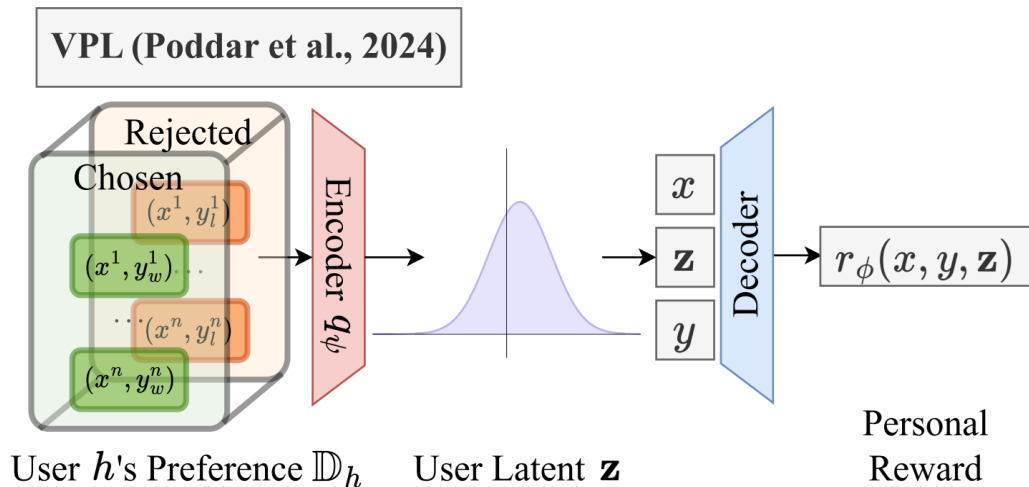 VPL (Poddar et al., 2024)
Rejected
Chosen
(x^1, y_l^1)
(x^1, y_w^1)
...
...
(x^n, y_l^n)
(x^n, y_w^n)
Encoder q_ψ
x
z
y
Decoder
r_ϕ(x, y, z)
User h's Preference 𝔻_h
User Latent z
Personal
Reward